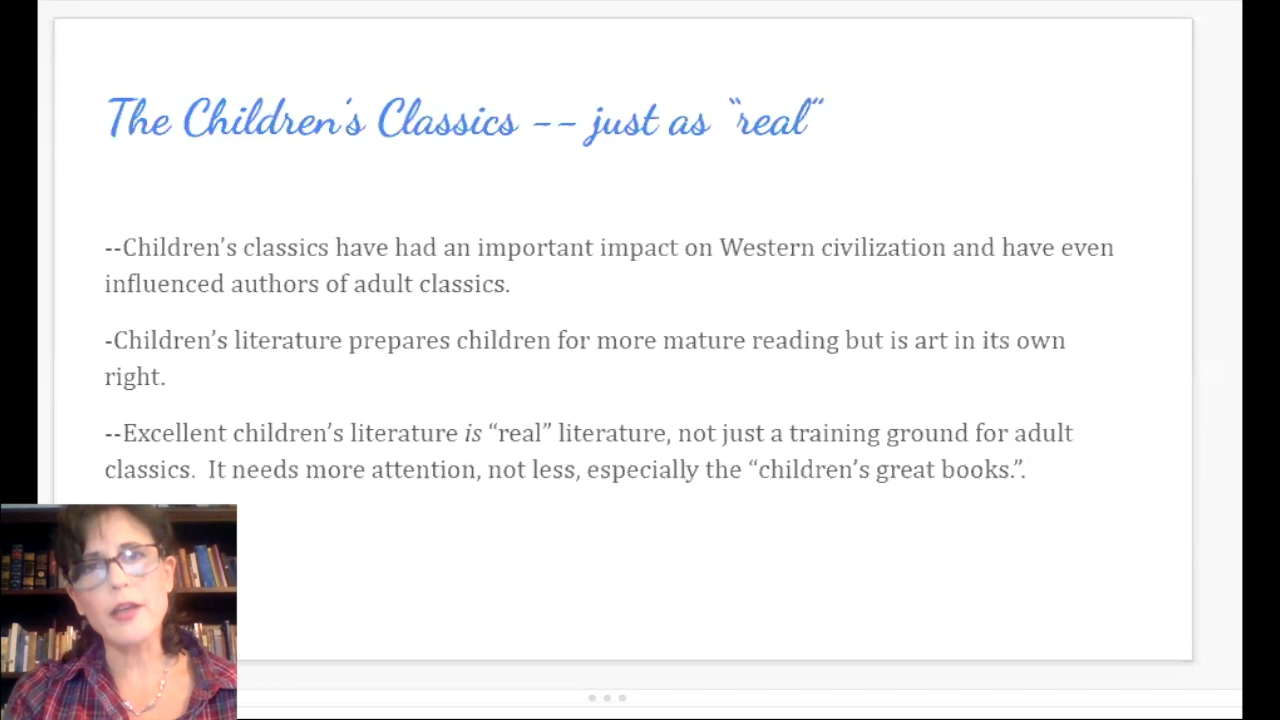 The Children's Classics -- just as "real"
--Children's classics have had an important impact on Western civilization and have even
influenced authors of adult classics.
-Children's literature prepares children for more mature reading but is art in its own
right.
--Excellent children's literature is "real" literature, not just a training ground for adult
classics.  It needs more attention, not less, especially the "children's great books.".